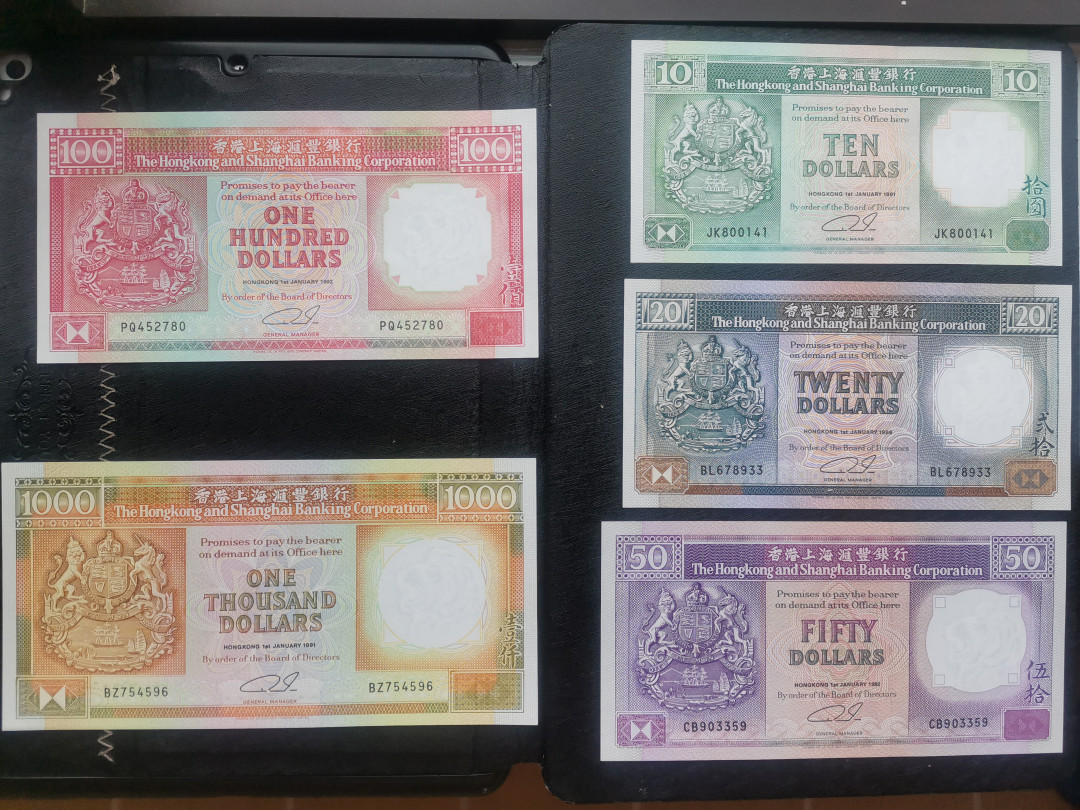 100
香港上海滙豐銀行
100
The Hongkong and Shanghai Banking Corporation
Promises to pay the bearer
on demand at its Office here
ONE
HUNDRED
DOLLARS
HONGKONG 1st JANUARY 1992
By order of the Board of Directors
GENERAL MANAGER
PQ452780
PQ452780
壹佰
1000
香港上海滙豐銀行
1000
The Hongkong and Shanghai Banking Corporation
Promises to pay the bearer
on demand at its Office here
ONE
THOUSAND
DOLLARS
HONGKONG 1st JANUARY 1991
By order of the Board of Directors
GENERAL MANAGER
BZ754596
BZ754596
壹仟
10
香港上海滙豐銀行
10
The Hongkong and Shanghai Banking Corporation
Promises to pay the bearer
on demand at its Office here
TEN
DOLLARS
HONGKONG 1st JANUARY 1991
By order of the Board of Directors
GENERAL MANAGER
JK800141
JK800141
拾圓
20
香港上海滙豐銀行
20
The Hongkong and Shanghai Banking Corporation
Promises to pay the bearer
on demand at its Office here
TWENTY
DOLLARS
HONGKONG 1st JANUARY
By order of the Board of Directors
GENERAL MANAGER
BL678933
BL678933
弍拾
50
香港上海滙豐銀行
50
The Hongkong and Shanghai Banking Corporation
Promises to pay the bearer
on demand at its Office here
FIFTY
DOLLARS
HONGKONG 1st JANUARY 1992
By order of the Board of Directors
GENERAL MANAGER
CB903359
CB903359
伍拾